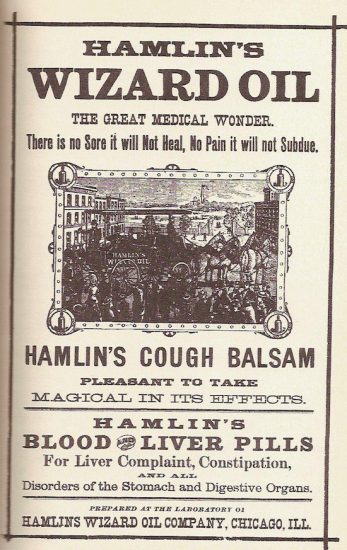 HAMLIN'S
WIZARD OIL
THE GREAT MEDICAL WONDER.
There is no Sore it will Not Heal, No Pain it will not Subdue.
HAMLIN'S
WIZARD OIL
HAMLIN'S COUGH BALSAM
PLEASANT TO TAKE
MAGICAL IN ITS EFFECTS.
HAMLIN'S
BLOOD AND LIVER PILLS
For Liver Complaint, Constipation,
AND ALL
Disorders of the Stomach and Digestive Organs.
PREPARED AT THE LABORATORY OF
HAMLINS WIZARD OIL COMPANY, CHICAGO, ILL.